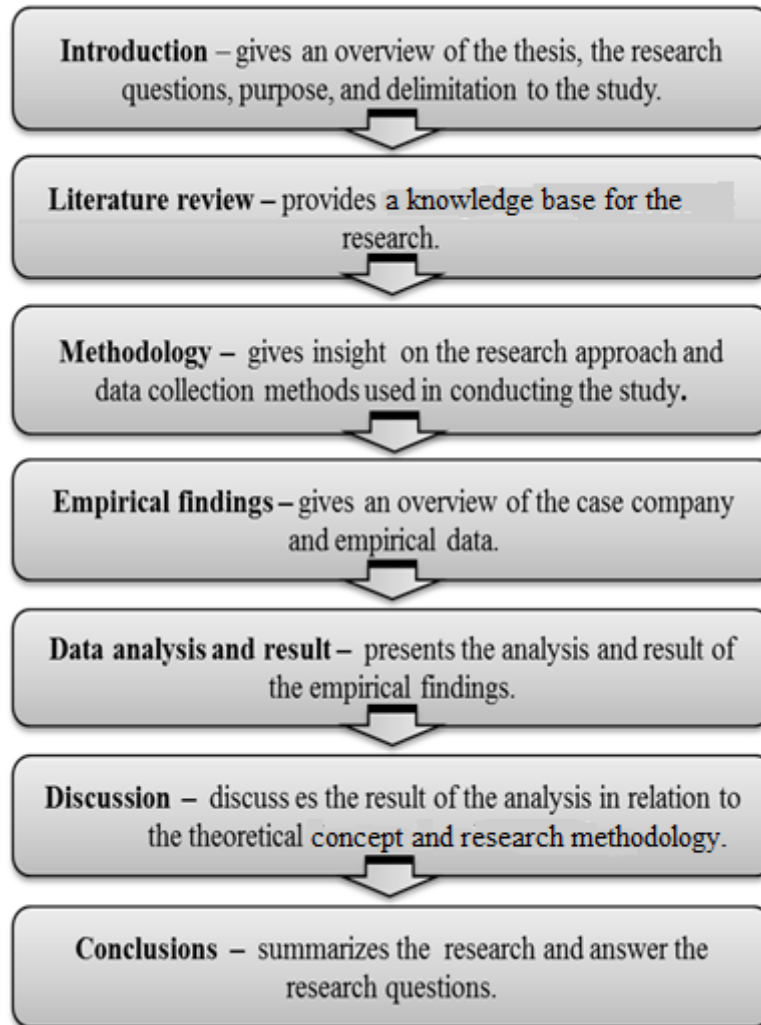 Introduction – gives an overview of the thesis, the research
questions, purpose, and delimitation to the study.
Literature review – provides a knowledge base for the
research.
Methodology – gives insight on the research approach and
data collection methods used in conducting the study.
Empirical findings – gives an overview of the case company
and empirical data.
Data analysis and result – presents the analysis and result of
the empirical findings.
Discussion – discuss es the result of the analysis in relation to
the theoretical concept and research methodology.
Conclusions – summarizes the research and answer the
research questions.